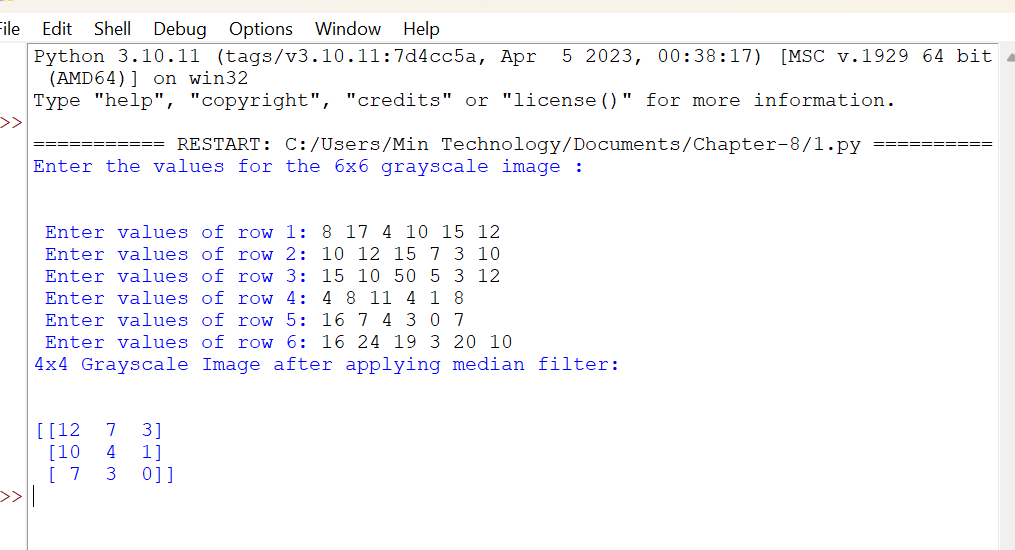 File Edit Shell Debug Options Window Help
Python 3.10.11 (tags/v3.10.11:7d4cc5a, Apr  5 2023, 00:38:17) [MSC v.1929 64 bit
 (AMD64)] on win32
Type "help", "copyright", "credits" or "license()" for more information.
>>
=========== RESTART: C:/Users/Min Technology/Documents/Chapter-8/1.py ==========
Enter the values for the 6x6 grayscale image :
Enter values of row 1: 8 17 4 10 15 12
Enter values of row 2: 10 12 15 7 3 10
Enter values of row 3: 15 10 50 5 3 12
Enter values of row 4: 4 8 11 4 1 8
Enter values of row 5: 16 7 4 3 0 7
Enter values of row 6: 16 24 19 3 20 10
4x4 Grayscale Image after applying median filter:
[[12  7  3]
 [10  4  1]
 [ 7  3  0]]
>>